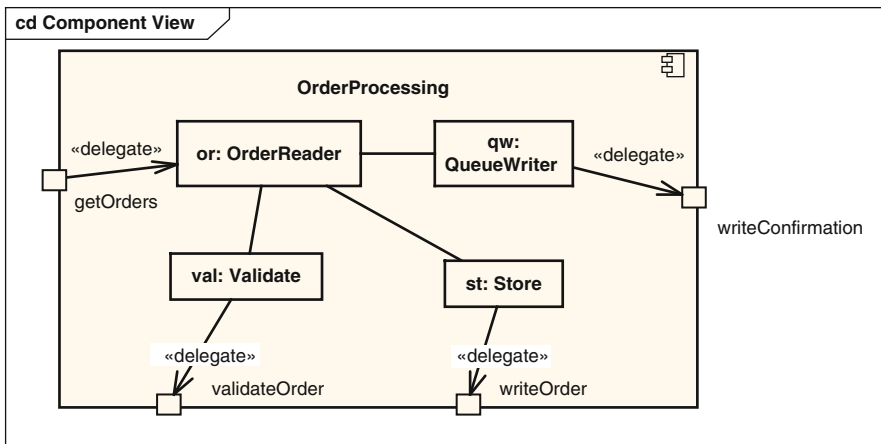 cd Component View
OrderProcessing
«delegate»
or: OrderReader
qw:
QueueWriter
«delegate»
getOrders
writeConfirmation
val: Validate
st: Store
«delegate»
«delegate»
validateOrder
writeOrder